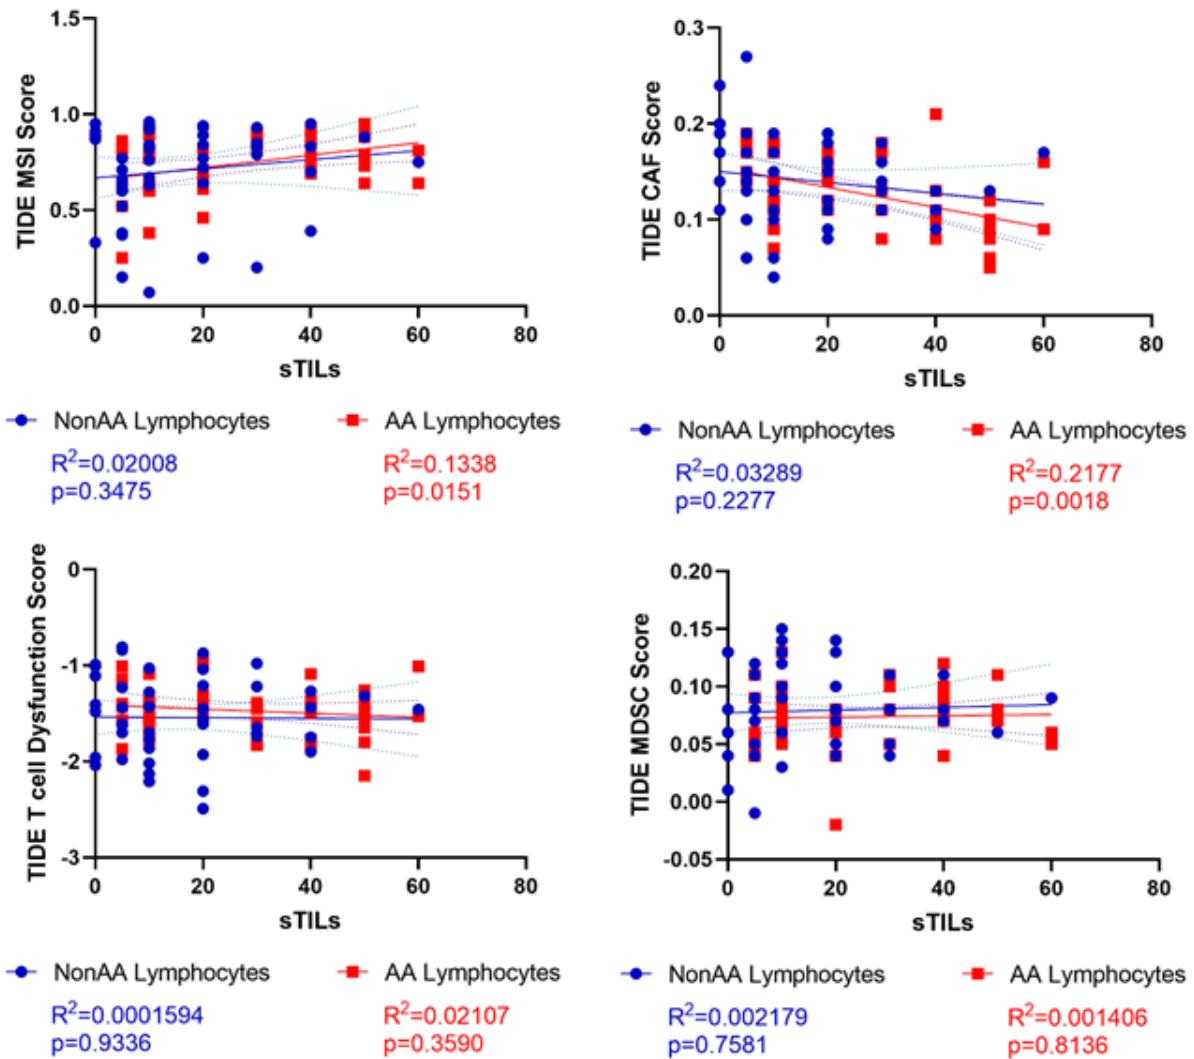 TIDE MSI Score
1.5
1.0
0.5
0.0
0 20 40 60 80
sTILs
NonAA Lymphocytes AA Lymphocytes
R²=0.02008 R²=0.1338
p=0.3475 p=0.0151
TIDE CAF Score
0.3
0.2
0.1
0.0
0 20 40 60 80
sTILs
NonAA Lymphocytes AA Lymphocytes
R²=0.03289 R²=0.2177
p=0.2277 p=0.0018
TIDE T cell Dysfunction Score
0
-1
-2
-3
0 20 40 60 80
sTILs
NonAA Lymphocytes AA Lymphocytes
R²=0.0001594 R²=0.02107
p=0.9336 p=0.3590
TIDE MDSC Score
0.20
0.15
0.10
0.05
0.00
-0.05
0 20 40 60 80
sTILs
NonAA Lymphocytes AA Lymphocytes
R²=0.002179 R²=0.001406
p=0.7581 p=0.8136